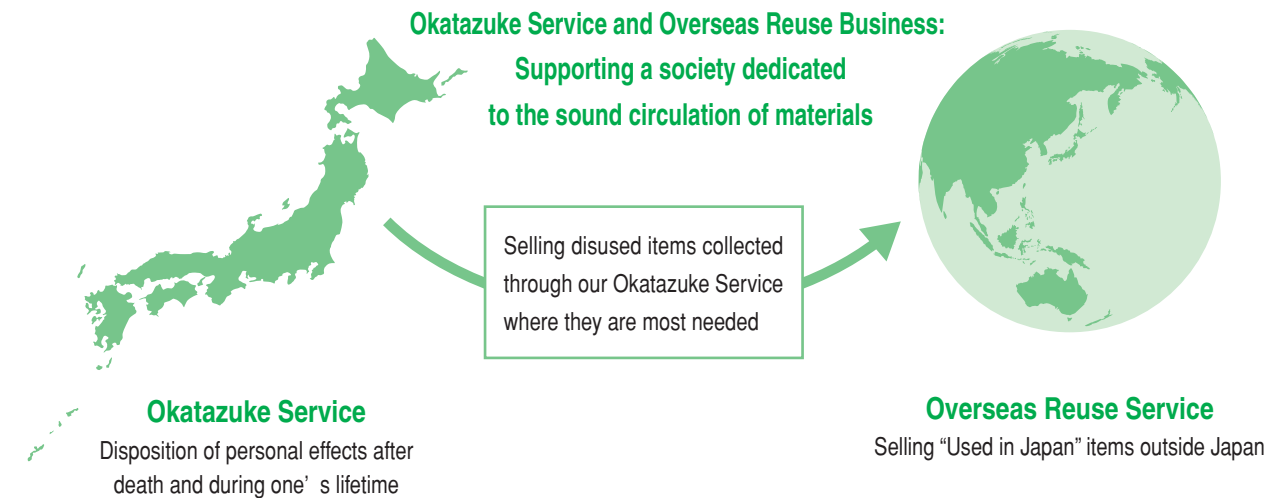 Okatazuke Service and Overseas Reuse Business:
Supporting a society dedicated
to the sound circulation of materials
Selling disused items collected
through our Okatazuke Service
where they are most needed
Okatazuke Service
Disposition of personal effects after
death and during one’ s lifetime
Overseas Reuse Service
Selling “Used in Japan” items outside Japan